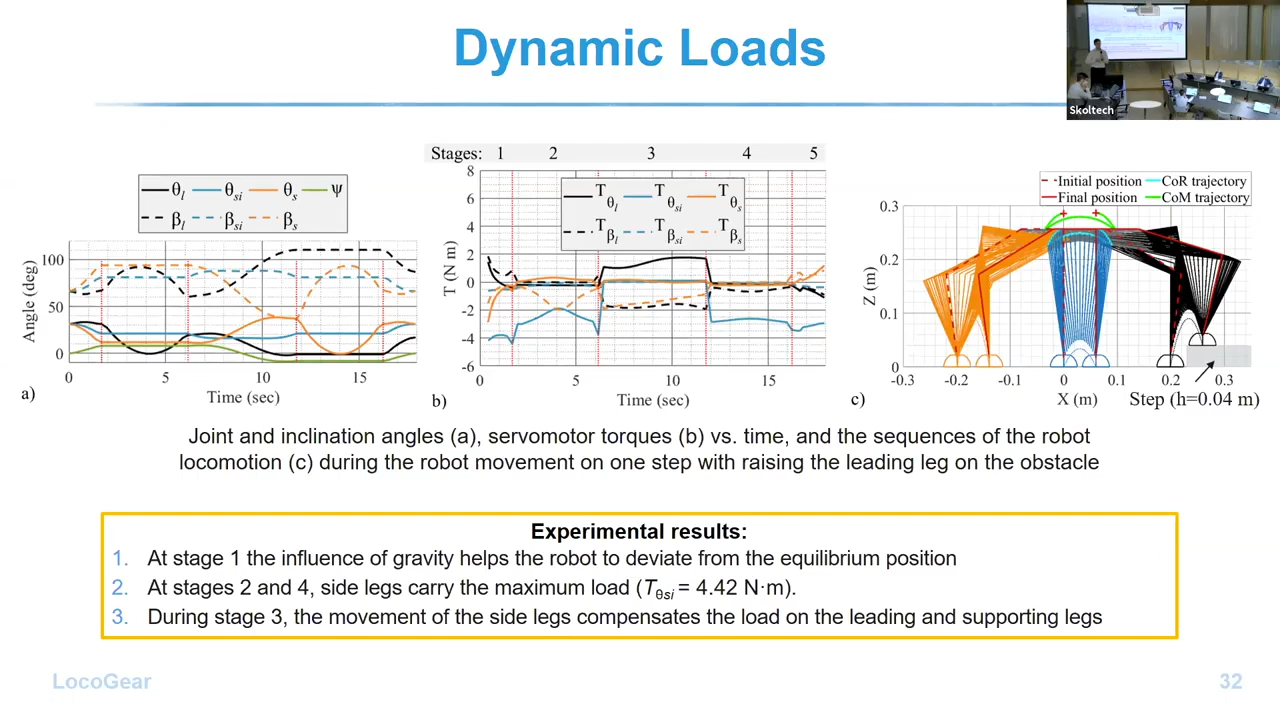 Dynamic Loads
Skoltech
Stages: 1 2 3 4 5
θl θsi θs ψ
βl βsi βs
Angle (deg)
100
50
0
0 5 10 15
Time (sec)
a)
T (N m)
8
6
4
2
0
-2
-4
-6
Tθl Tθsi Tθs
Tβl Tβsi Tβs
0 5 10 15
Time (sec)
b)
Initial position CoR trajectory
Final position CoM trajectory
Z (m)
0.3
0.2
0.1
0
-0.3 -0.2 -0.1 0 0.1 0.2 0.3
X (m)
Step (h=0.04 m)
c)
Joint and inclination angles (a), servomotor torques (b) vs. time, and the sequences of the robot
locomotion (c) during the robot movement on one step with raising the leading leg on the obstacle
Experimental results:
1. At stage 1 the influence of gravity helps the robot to deviate from the equilibrium position
2. At stages 2 and 4, side legs carry the maximum load (Tθsi = 4.42 N·m).
3. During stage 3, the movement of the side legs compensates the load on the leading and supporting legs
LocoGear
32